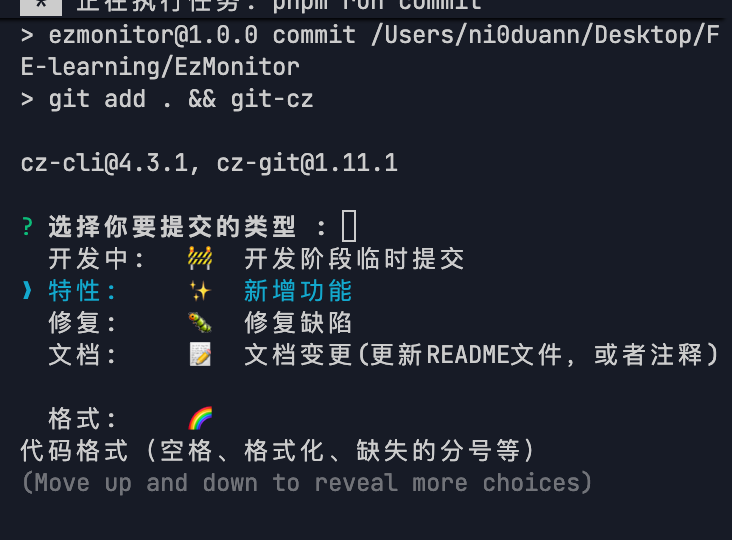 * 正在执行任务: pnpm run commit
> ezmonitor@1.0.0 commit /Users/ni0duann/Desktop/F
E-learning/EzMonitor
> git add . && git-cz
cz-cli@4.3.1, cz-git@1.11.1
? 选择你要提交的类型 :
开发中: 🚧 开发阶段临时提交
❯ 特性: ✨ 新增功能
修复: 🐛 修复缺陷
文档: 📝 文档变更(更新README文件, 或者注释)
格式: 🌈
代码格式 (空格、格式化、缺失的分号等)
(Move up and down to reveal more choices)